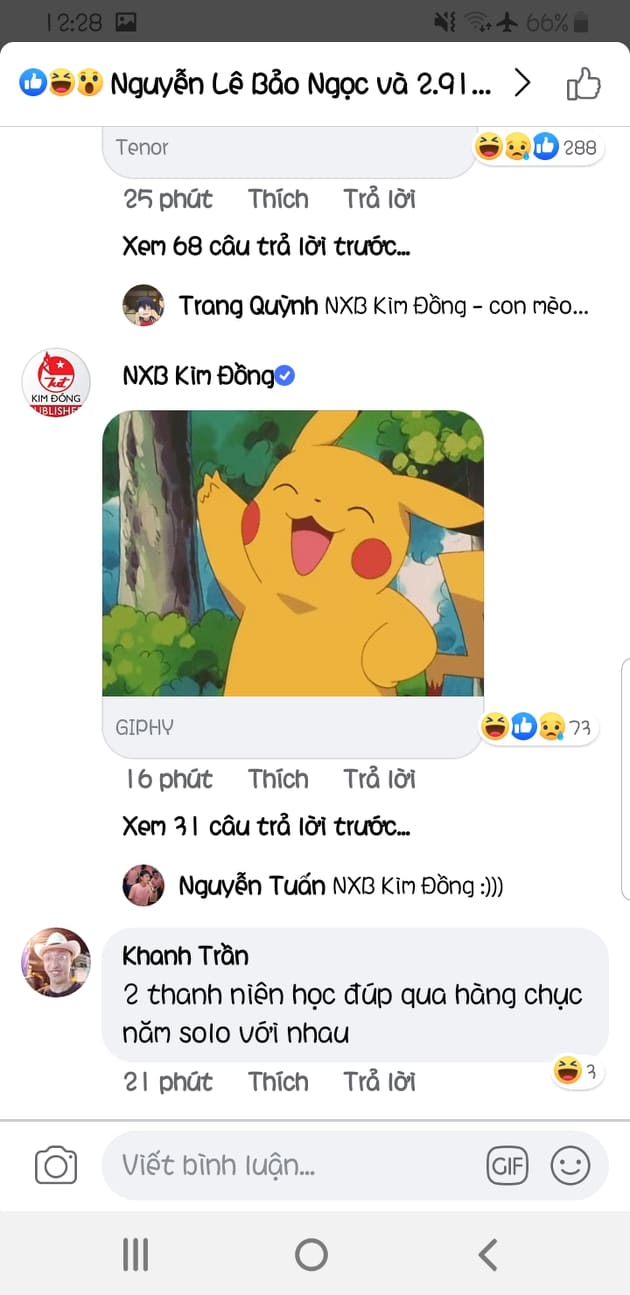 12:28
66%
Nguyễn Lê Bảo Ngọc và 2.91...
Tenor
288
25 phút Thích Trả lời
Xem 68 câu trả lời trước...
Trang Quỳnh NXB Kim Đồng - con mèo...
NXB Kim Đồng
KIM ĐỒNG
UBLISHE
GIPHY
73
16 phút Thích Trả lời
Xem 31 câu trả lời trước...
Nguyễn Tuấn NXB Kim Đồng :)))
Khanh Trần
2 thanh niên học đúp qua hàng chục
năm solo với nhau
3
21 phút Thích Trả lời
Viết bình luận...
GIF